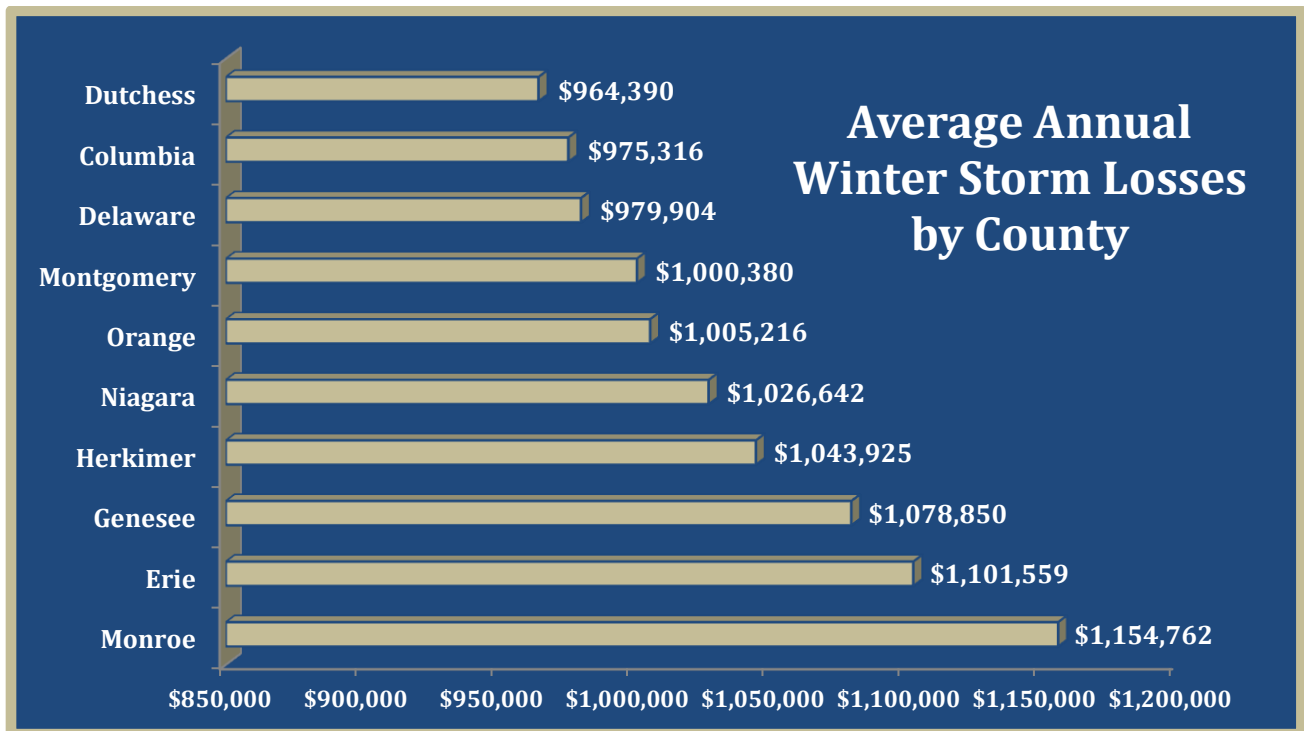 Average Annual
Winter Storm Losses
by County
Dutchess $964,390
Columbia $975,316
Delaware $979,904
Montgomery $1,000,380
Orange $1,005,216
Niagara $1,026,642
Herkimer $1,043,925
Genesee $1,078,850
Erie $1,101,559
Monroe $1,154,762
$850,000 $900,000 $950,000 $1,000,000 $1,050,000 $1,100,000 $1,150,000 $1,200,000